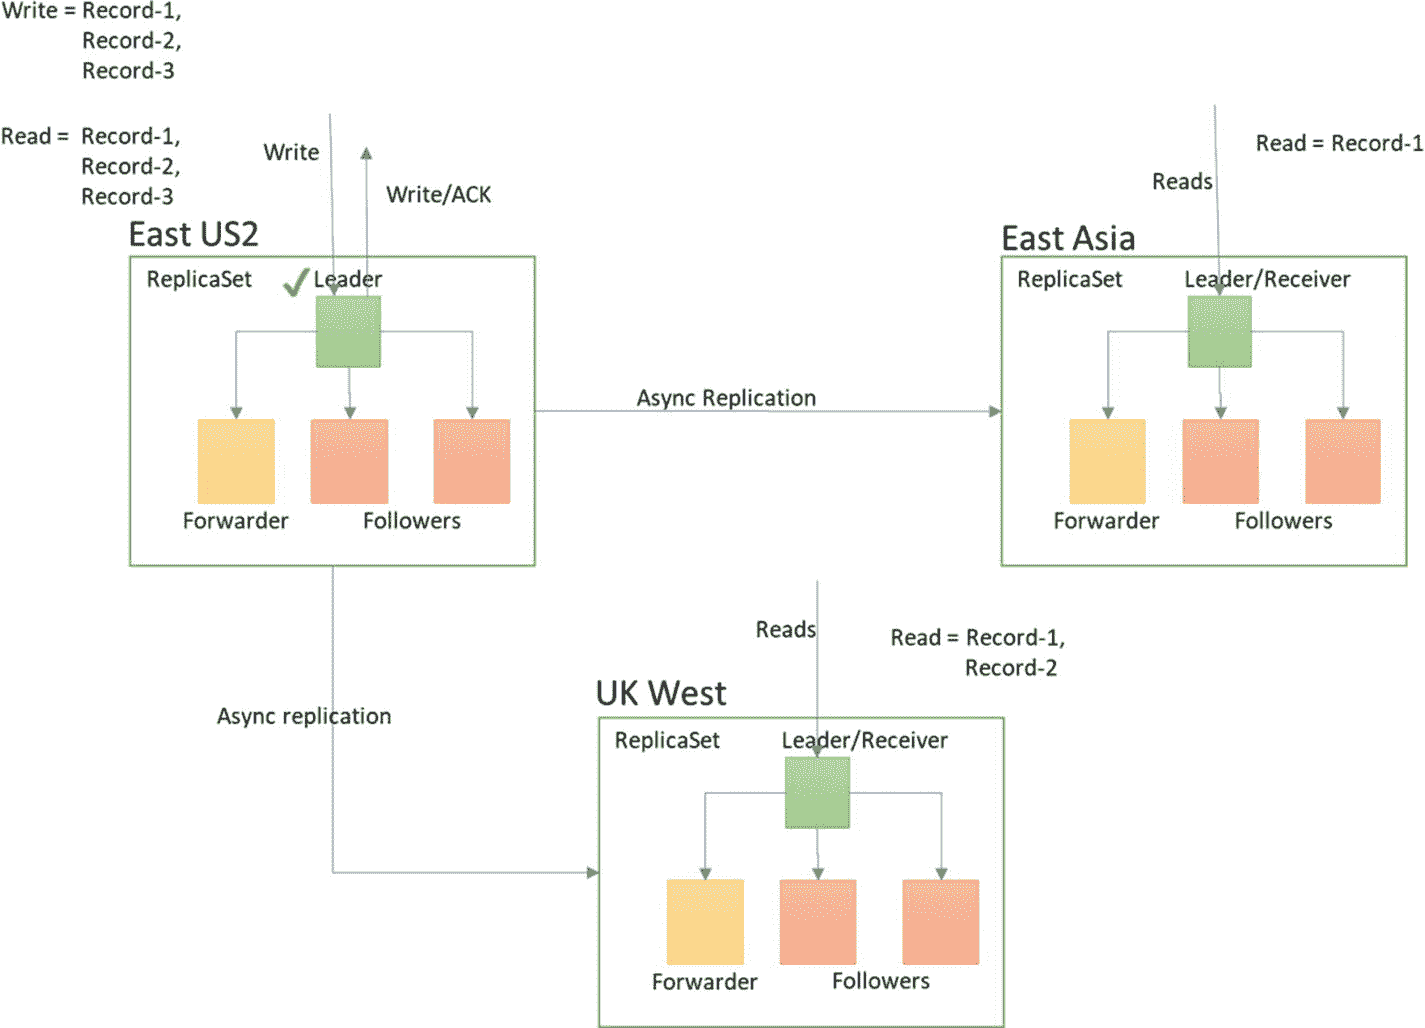 Write = Record-1,
Record-2,
Record-3
Read = Record-1,
Record-2,
Record-3
Write
Write/ACK
East US2
ReplicaSet
Leader
Forwarder
Followers
Async Replication
Read = Record-1
Reads
East Asia
ReplicaSet
Leader/Receiver
Forwarder
Followers
Async replication
Reads
Read = Record-1,
Record-2
UK West
ReplicaSet
Leader/Receiver
Forwarder
Followers